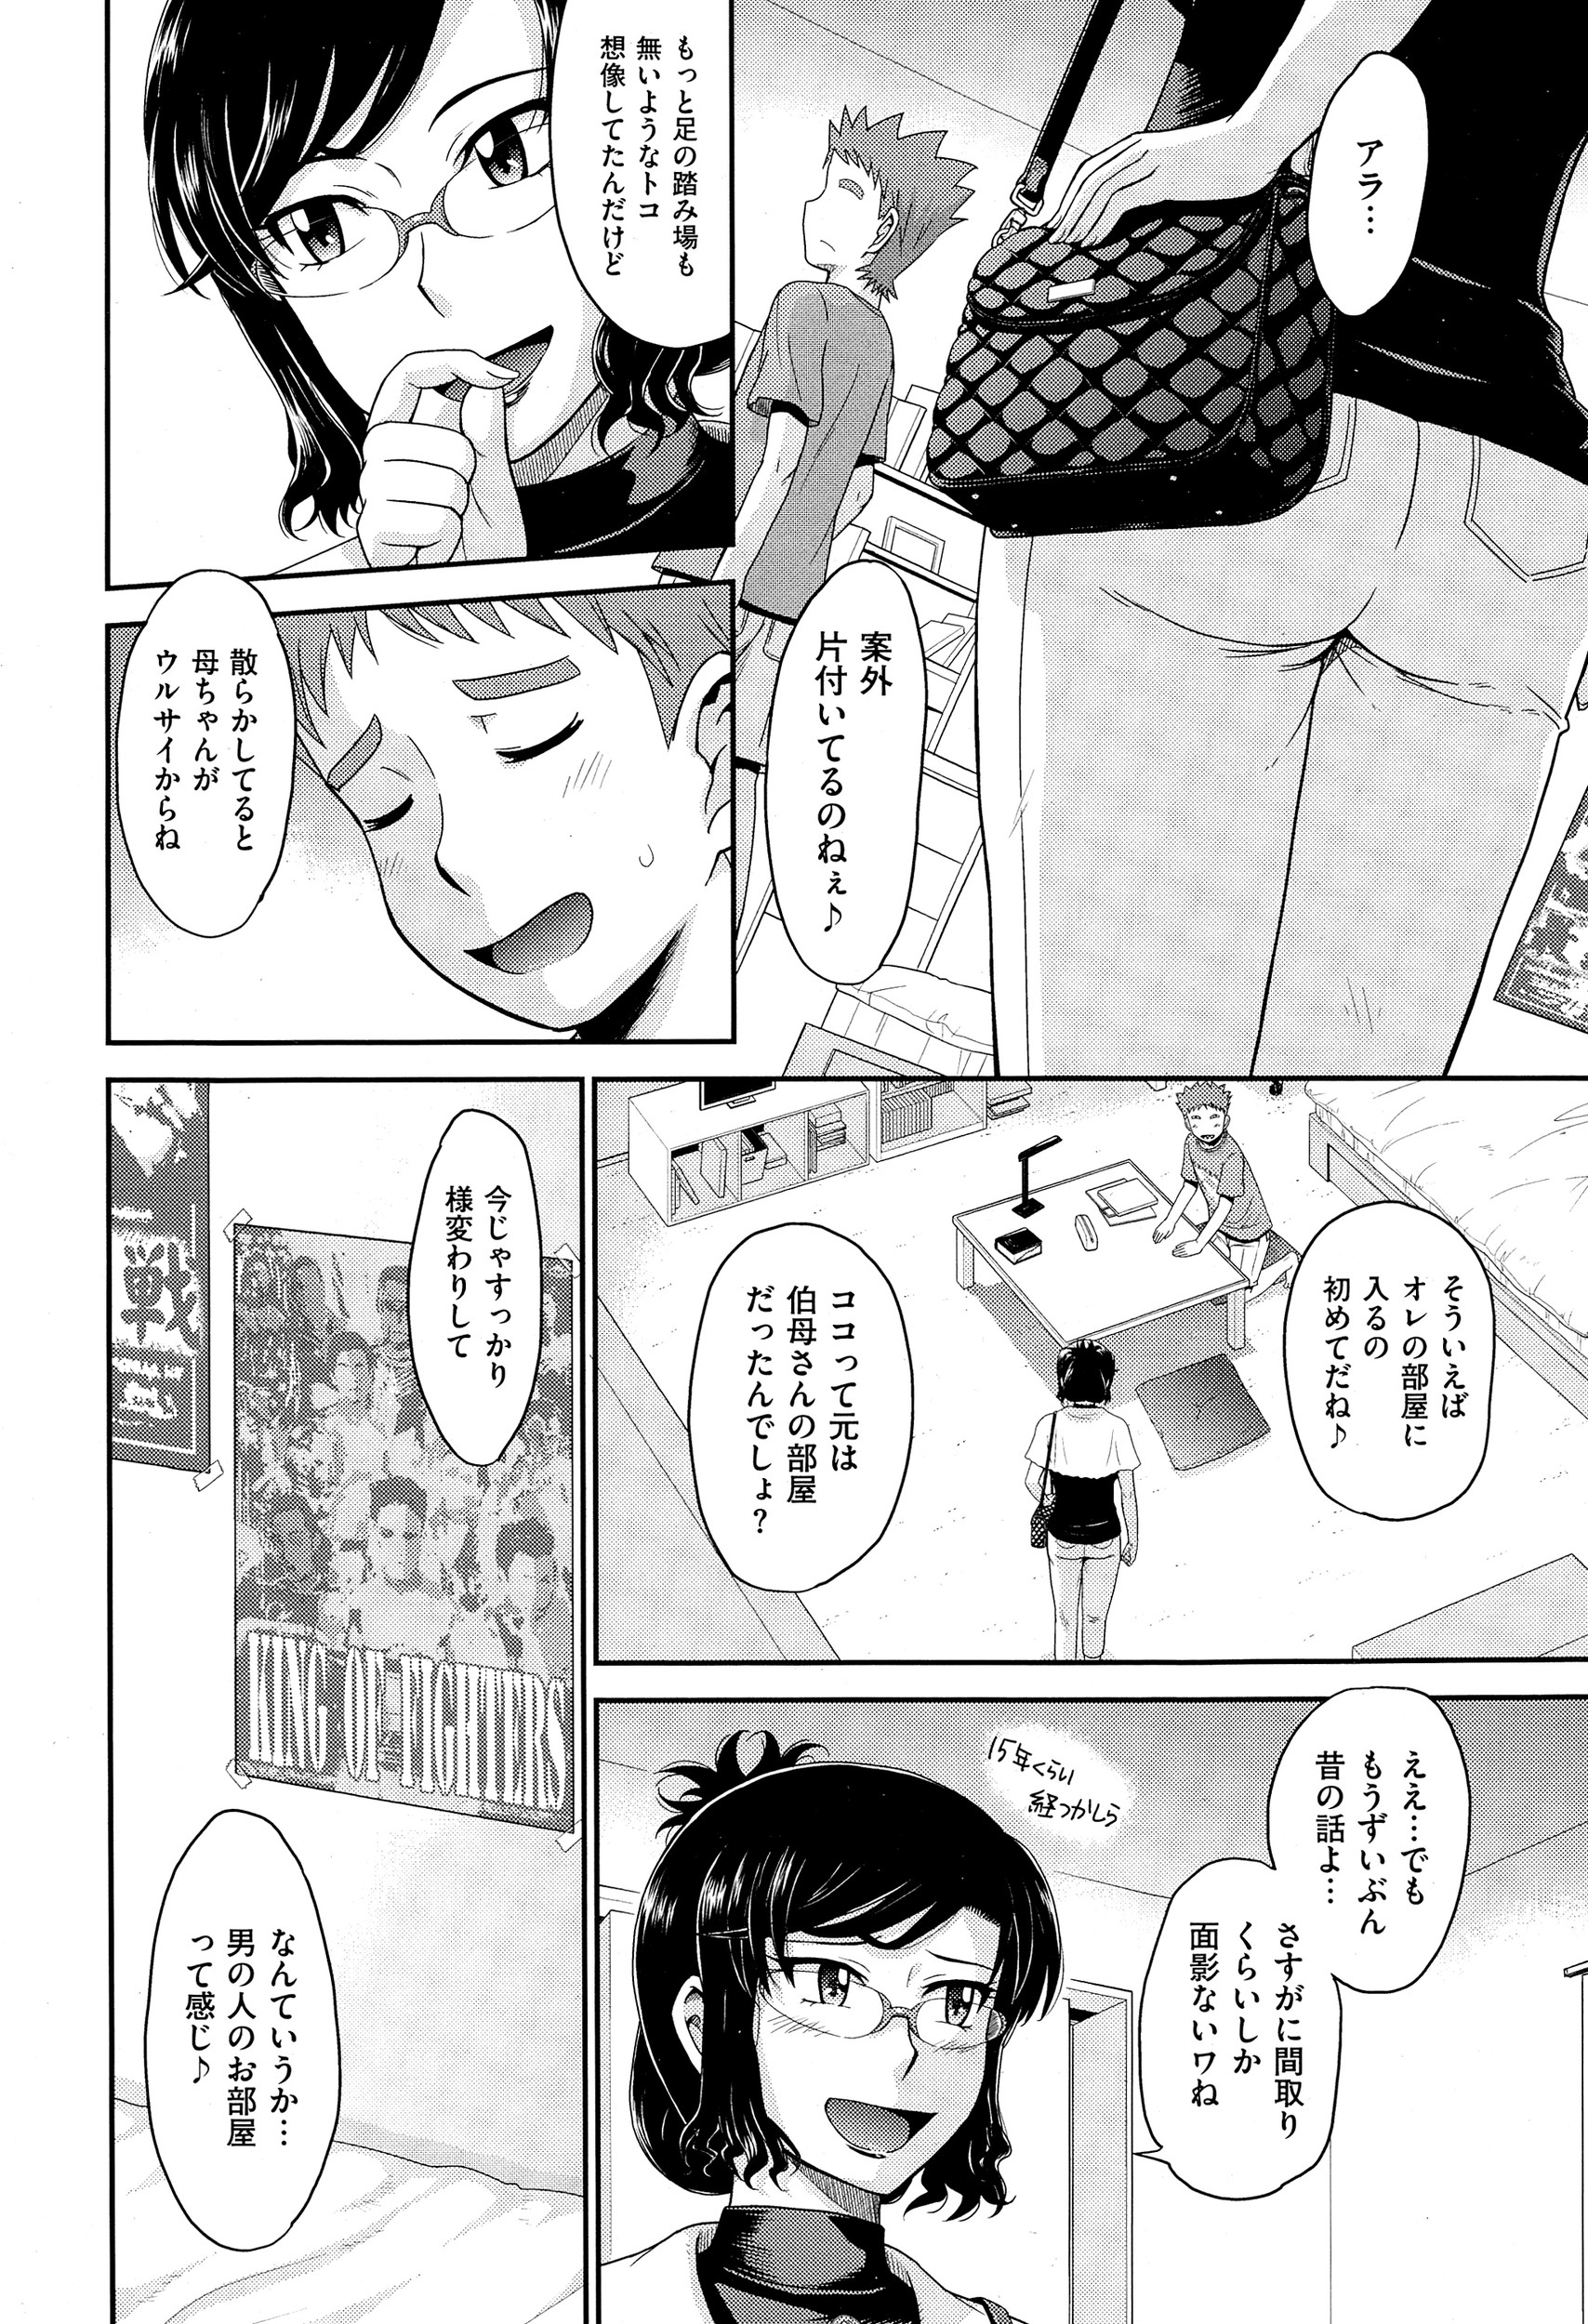 アラ…
案外
片付いてるのねぇ♪
もっと足の踏み場も
無いようなトコ
想像してたんだけど
散らかしてると
母ちゃんが
ウルサイからね
そういえば
オレの部屋に
入るの
初めてだね♪
ココって元は
伯母さんの部屋
だったんでしょ?
ええ…でも
もうずいぶん
昔の話よ…
15年くらい
経つかしら
さすがに間取り
くらいしか
面影ないワね
今じゃすっかり
様変わりして
戦
KING OF FIGHTERS
なんていうか…
男の人のお部屋
って感じ♪